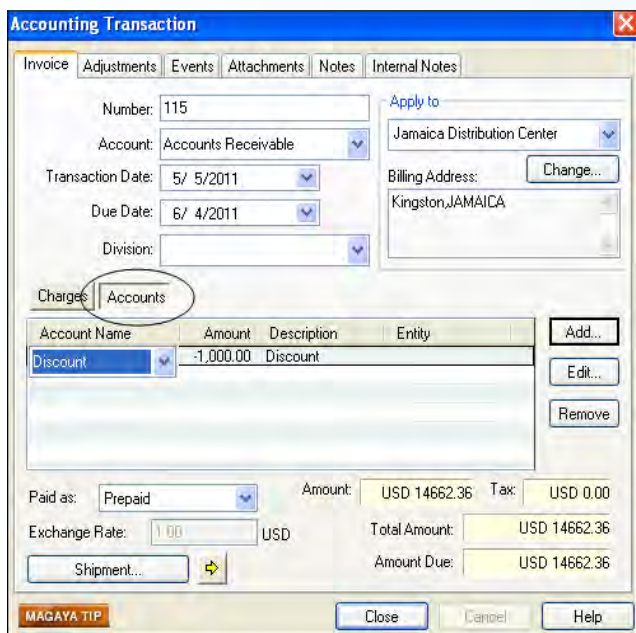 Accounting Transaction
Invoice Adjustments Events Attachments Notes Internal Notes
Number: 115
Account: Accounts Receivable
Transaction Date: 5/ 5/2011
Due Date: 6/ 4/2011
Division:
Apply to
Jamaica Distribution Center
Billing Address: Change...
Kingston,JAMAICA
Charges Accounts
Account Name Amount Description Entity
Discount -1,000.00 Discount
Add...
Edit...
Remove
Paid as: Prepaid
Amount: USD 14662.36 Tax: USD 0.00
Exchange Rate: 1.00 USD
Total Amount: USD 14662.36
Shipment...
Amount Due: USD 14662.36
MAGAYA TIP Close Cancel Help